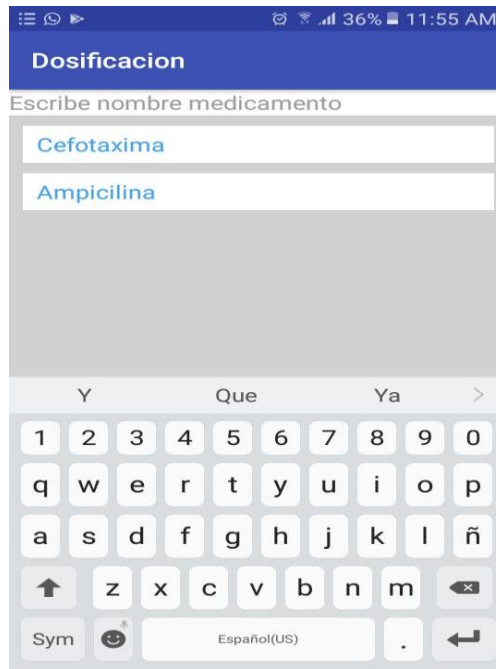 36% 11:55 AM
Dosificacion
Escribe nombre medicamento
Cefotaxima
Ampicilina
Y Que Ya >
1 2 3 4 5 6 7 8 9 0
q w e r t y u i o p
a s d f g h j k l ñ
z x c v b n m
Sym Español(US) .